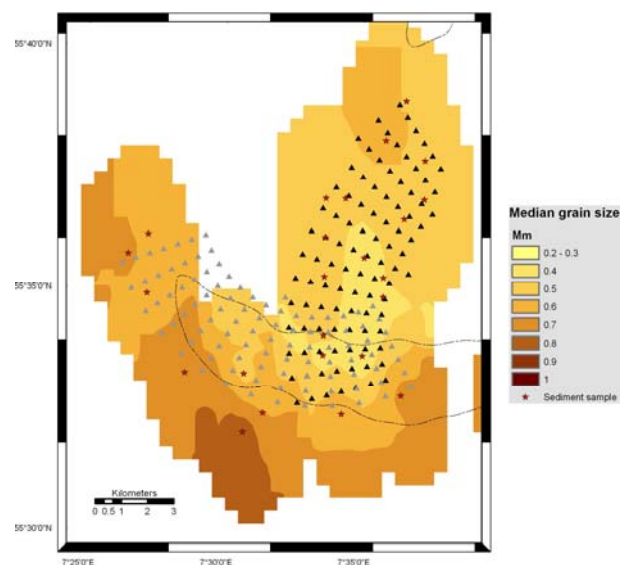 55°40'0"N
55°35'0"N
55°30'0"N
7°25'0"E 7°30'0"E 7°35'0"E
Kilometers
0 0.5 1 2 3
Median grain size
Mm
0.2 - 0.3
0.4
0.5
0.6
0.7
0.8
0.9
1
Sediment sample